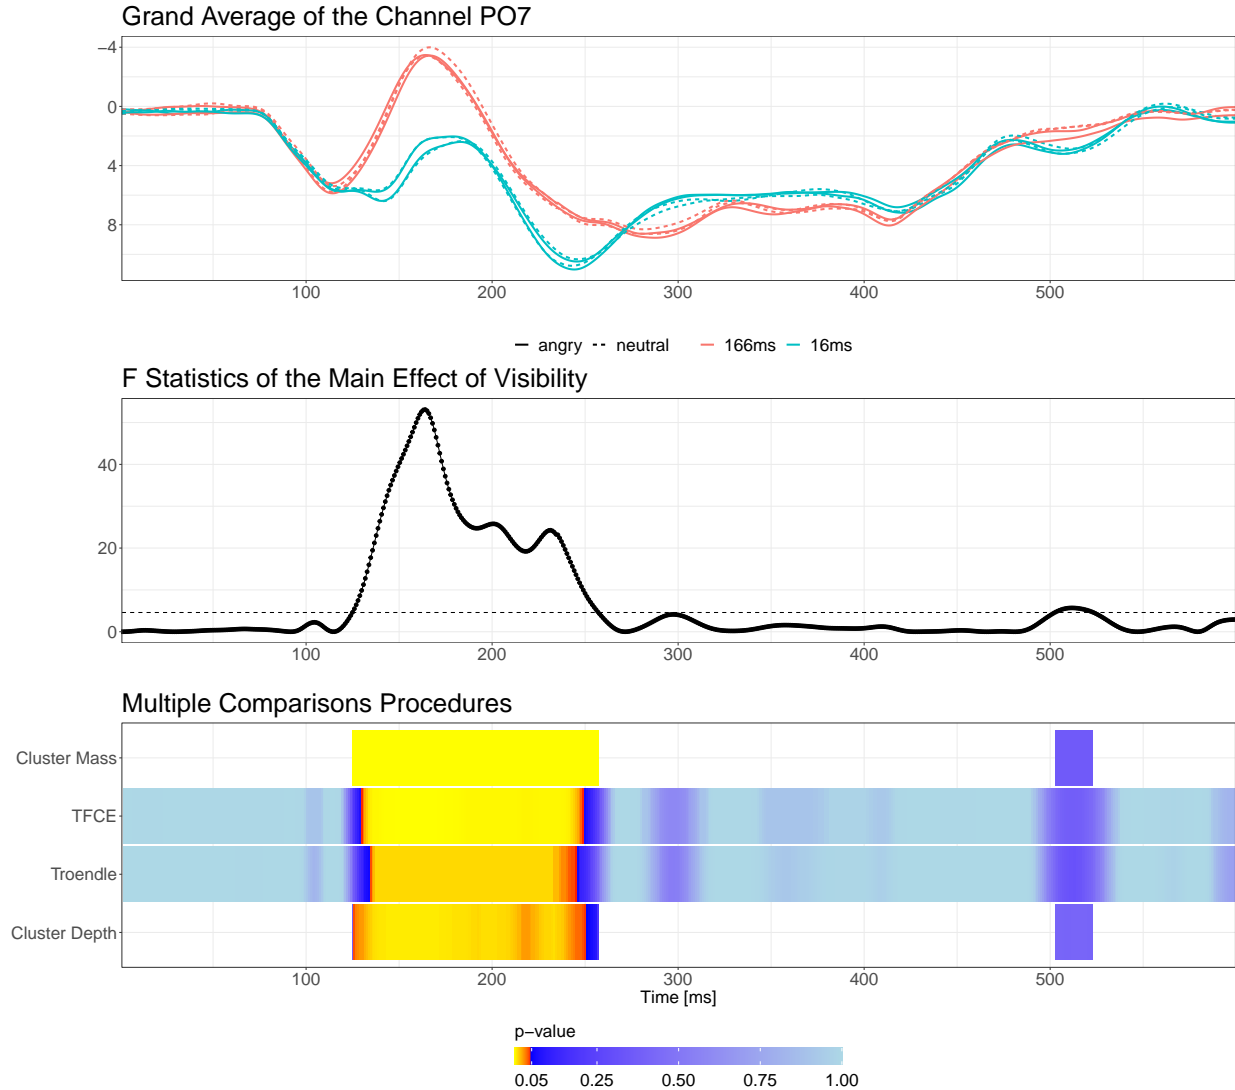 Grand Average of the Channel PO7
−4
0
4
8
100 200 300 400 500
angry neutral 166ms 16ms
F Statistics of the Main Effect of Visibility
40
20
0
100 200 300 400 500
Multiple Comparisons Procedures
Cluster Mass
TFCE
Troendle
Cluster Depth
100 200 300 400 500
Time [ms]
p−value
0.05 0.25 0.50 0.75 1.00